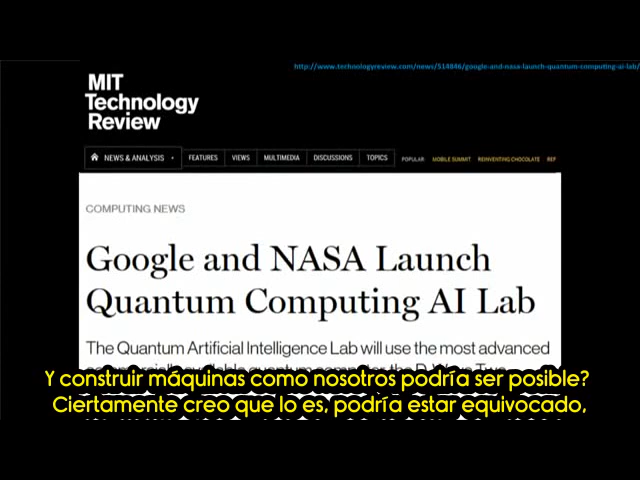 http://www.technologyreview.com/news/514846/google-and-nasa-launch-quantum-computing-ai-lab/
MIT
Technology
Review
NEWS & ANALYSIS FEATURES VIEWS MULTIMEDIA DISCUSSIONS TOPICS POPULAR MOBILE SUMMIT REINVENTING CHOCOLATE REF
COMPUTING NEWS
Google and NASA Launch
Quantum Computing AI Lab
The Quantum Artificial Intelligence Lab will use the most advanced
Y construir máquinas como nosotros podría ser posible?
Ciertamente creo que lo es, podría estar equivocado,